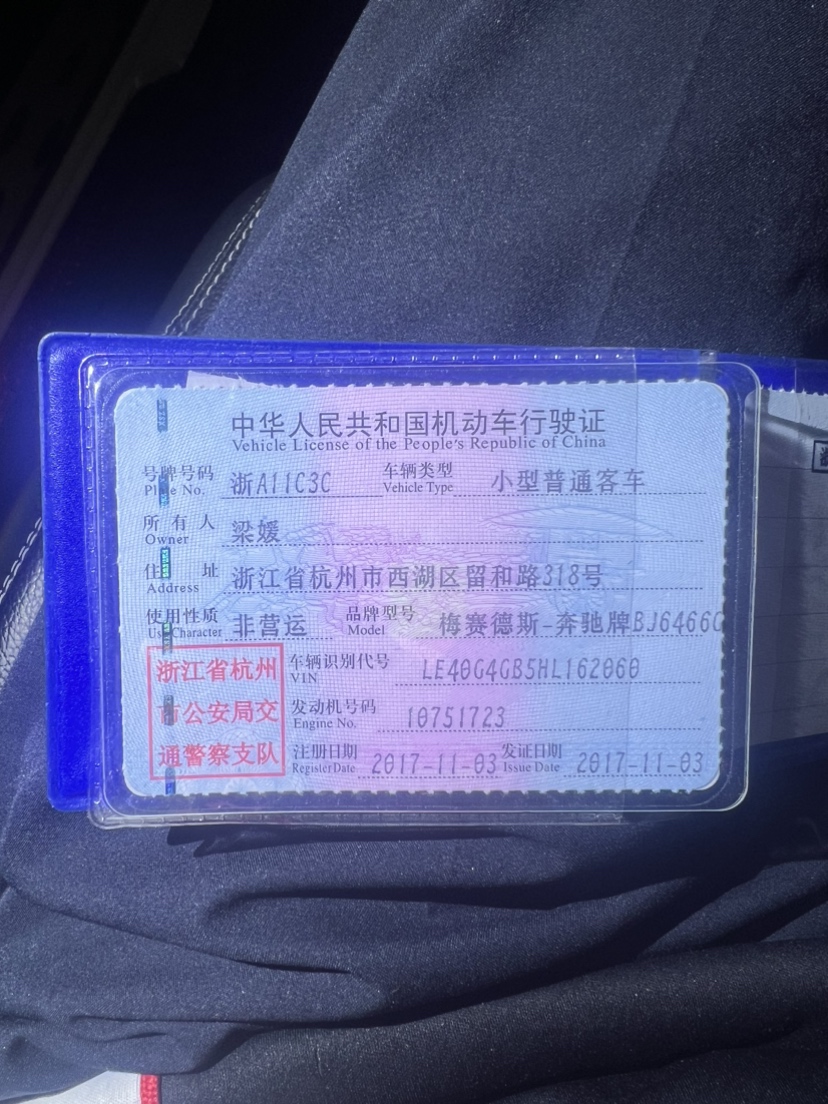 中华人民共和国机动车行驶证
Vehicle License of the People's Republic of China
号牌号码 浙A11C3C 车辆类型 小型普通客车
Plate No. Vehicle Type
所有人 梁媛
Owner
住址 浙江省杭州市西湖区留和路318号
Address
使用性质 非营运 品牌型号 梅赛德斯-奔驰牌BJ6466G
Use Character Model
浙江省杭州
市公安局交
通警察支队
车辆识别代号 LE40G4GB5HL162060
VIN
发动机号码 10751723
Engine No.
注册日期 2017-11-03 发证日期 2017-11-03
Register Date Issue Date